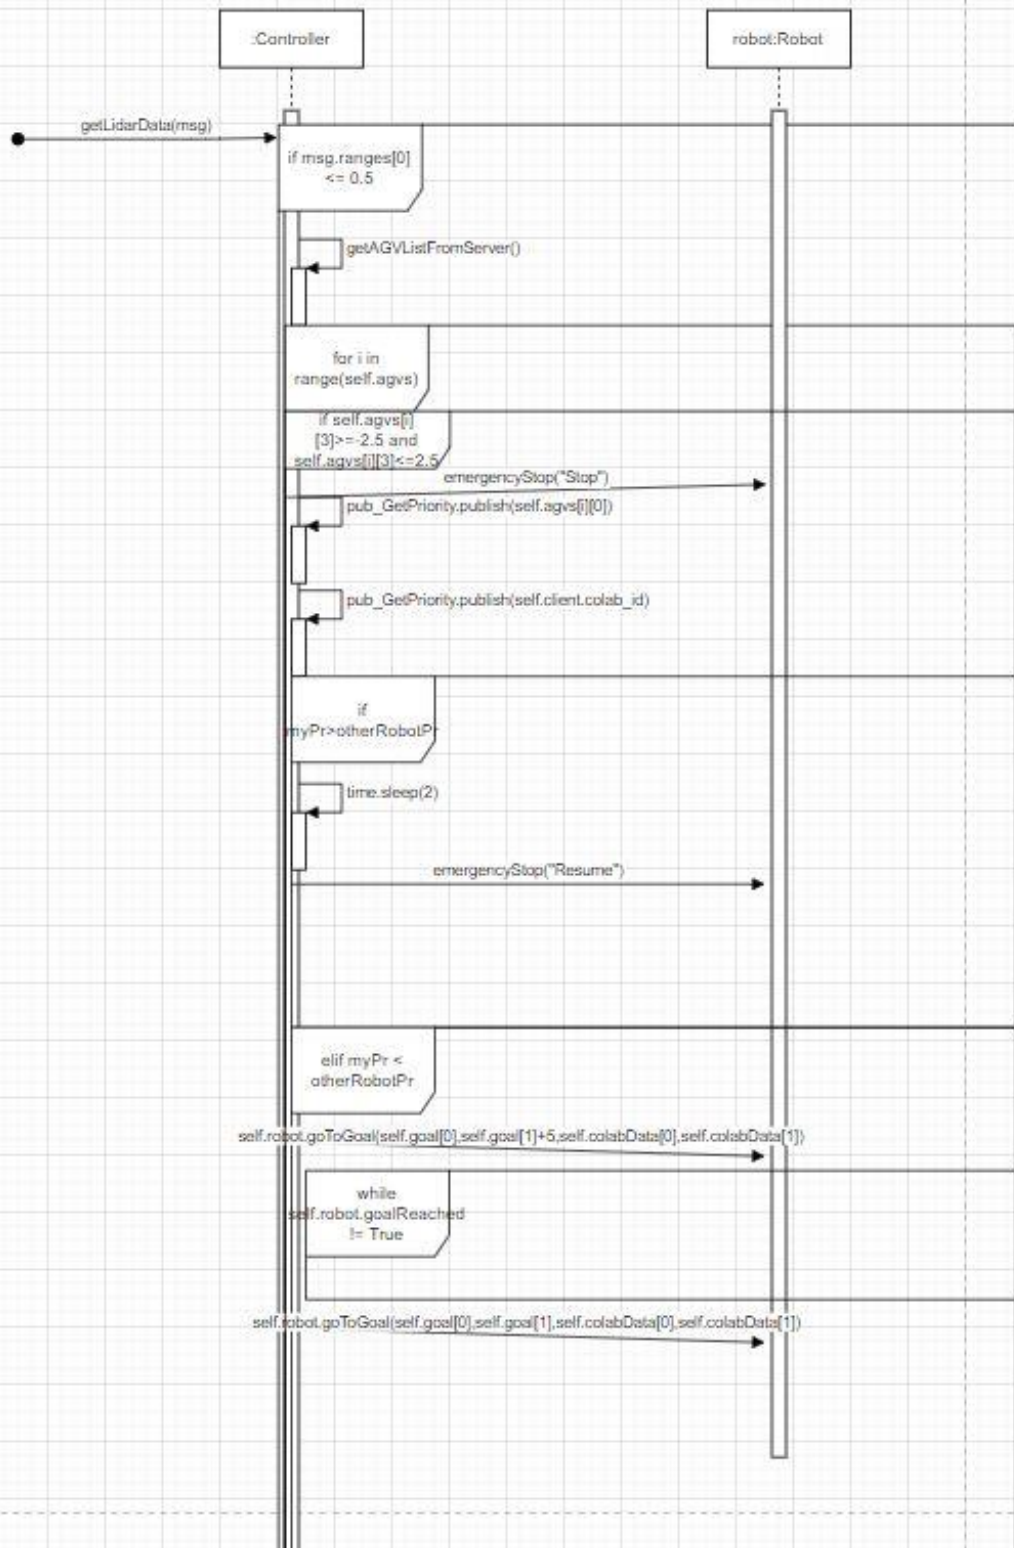 :Controller
robot:Robot
getLidarData(msg)
if msg.ranges[0]
<= 0.5
getAGVListFromServer()
for i in
range(self.agvs)
if self.agvs[i]
[3]>=-2.5 and
self.agvs[i][3]<=2.5
emergencyStop("Stop")
pub_GetPriority.publish(self.agvs[i][0])
pub_GetPriority.publish(self.client.colab_id)
if
myPr>otherRobotPr
time.sleep(2)
emergencyStop("Resume")
elif myPr <
otherRobotPr
self.robot.goToGoal(self.goal[0],self.goal[1]+5,self.colabData[0],self.colabData[1])
while
self.robot.goalReached
!= True
self.robot.goToGoal(self.goal[0],self.goal[1],self.colabData[0],self.colabData[1])